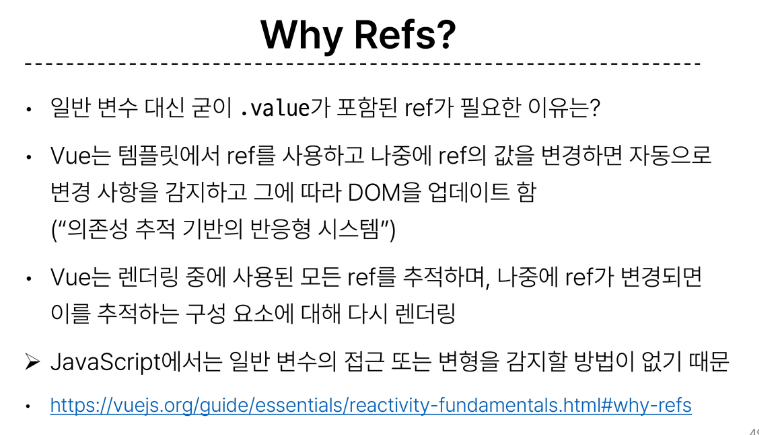 Why Refs?
• 일반 변수 대신 굳이 .value가 포함된 ref가 필요한 이유는?
• Vue는 템플릿에서 ref를 사용하고 나중에 ref의 값을 변경하면 자동으로
변경 사항을 감지하고 그에 따라 DOM을 업데이트 함
(“의존성 추적 기반의 반응형 시스템”)
• Vue는 렌더링 중에 사용된 모든 ref를 추적하며, 나중에 ref가 변경되면
이를 추적하는 구성 요소에 대해 다시 렌더링
➢ JavaScript에서는 일반 변수의 접근 또는 변형을 감지할 방법이 없기 때문
• https://vuejs.org/guide/essentials/reactivity-fundamentals.html#why-refs